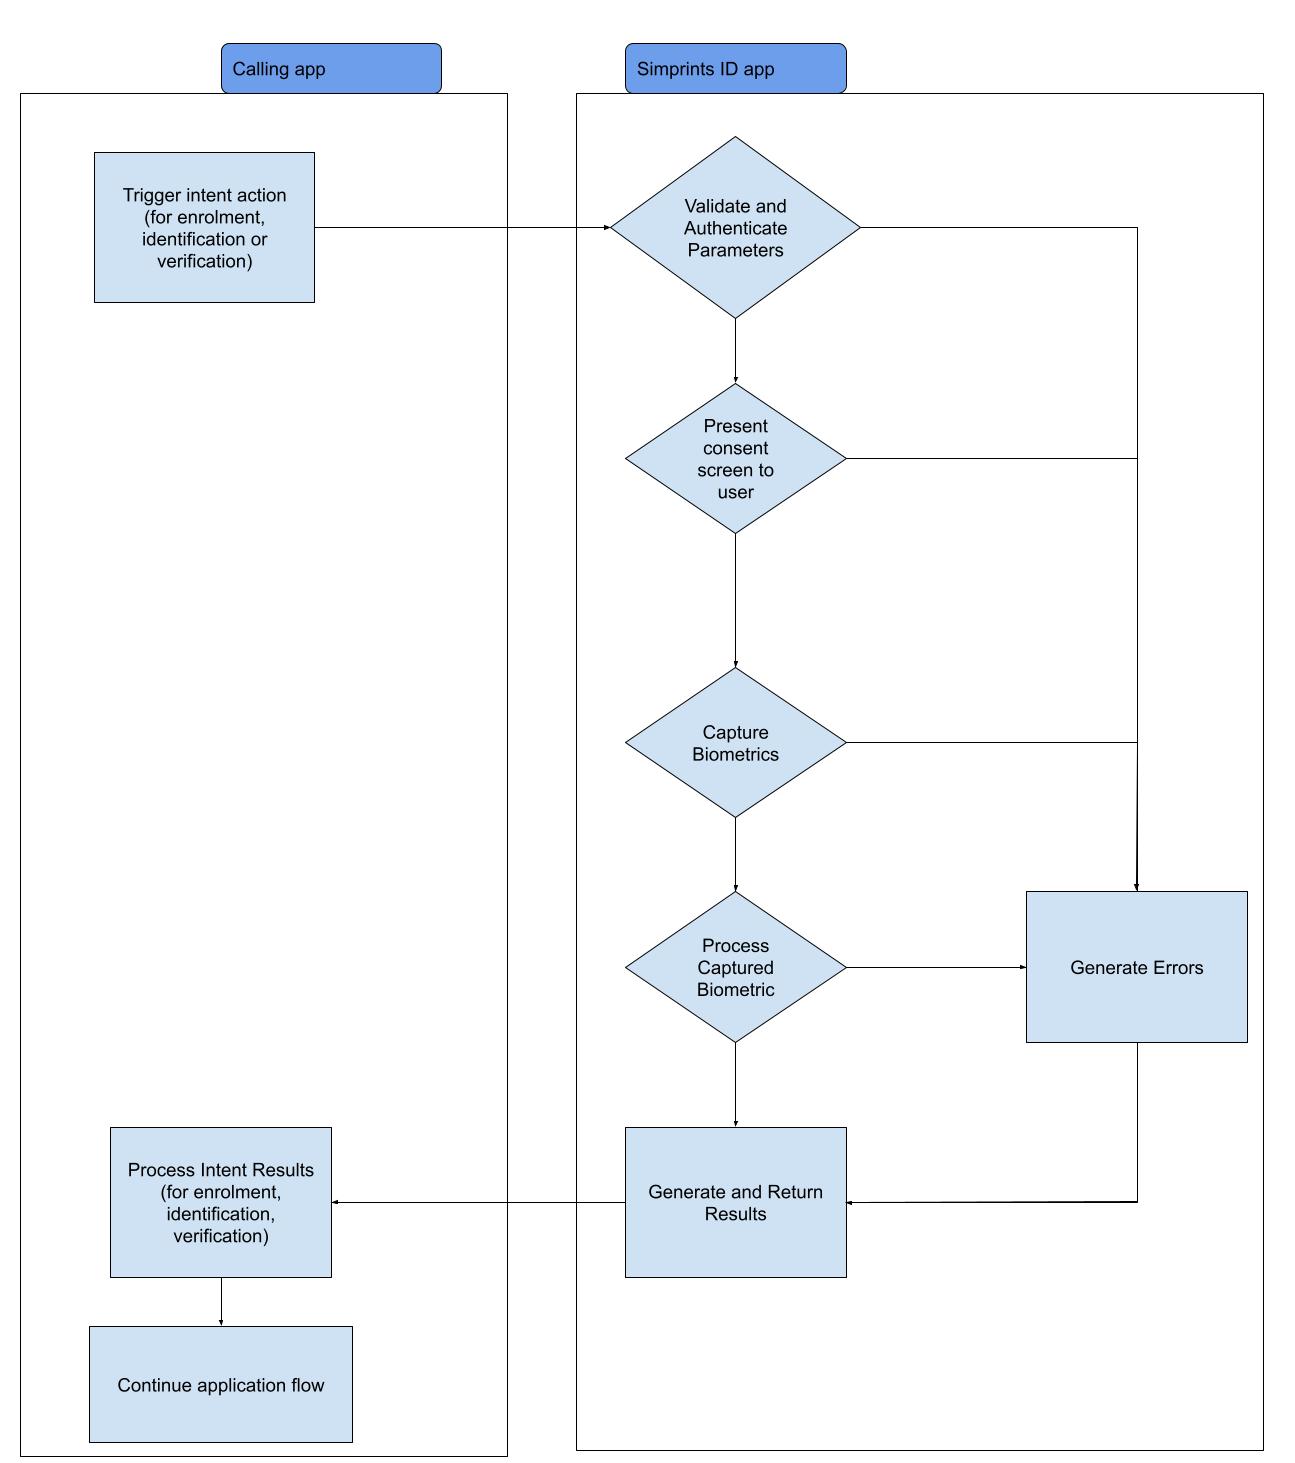 Calling app
Simprints ID app
Trigger intent action
(for enrolment,
identification or
verification)
Validate and
Authenticate
Parameters
Present
consent
screen to
user
Capture
Biometrics
Process
Captured
Biometric
Generate Errors
Process Intent Results
(for enrolment,
identification,
verification)
Generate and Return
Results
Continue application flow